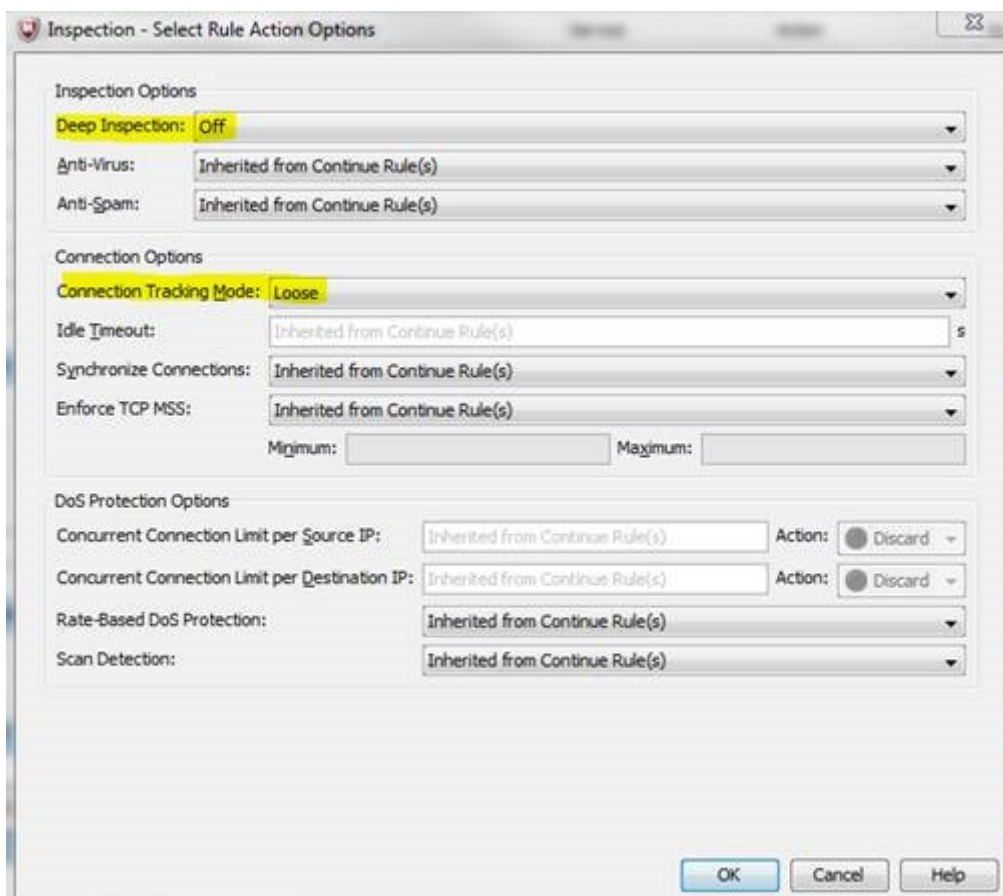 Inspection - Select Rule Action Options
Inspection Options
Deep Inspection: Off
Anti-Virus: Inherited from Continue Rule(s)
Anti-Spam: Inherited from Continue Rule(s)
Connection Options
Connection Tracking Mode: Loose
Idle Timeout: Inherited from Continue Rule(s) s
Synchronize Connections: Inherited from Continue Rule(s)
Enforce TCP MSS: Inherited from Continue Rule(s)
Minimum: Maximum:
DoS Protection Options
Concurrent Connection Limit per Source IP: Inherited from Continue Rule(s) Action: Discard
Concurrent Connection Limit per Destination IP: Inherited from Continue Rule(s) Action: Discard
Rate-Based DoS Protection: Inherited from Continue Rule(s)
Scan Detection: Inherited from Continue Rule(s)
OK Cancel Help